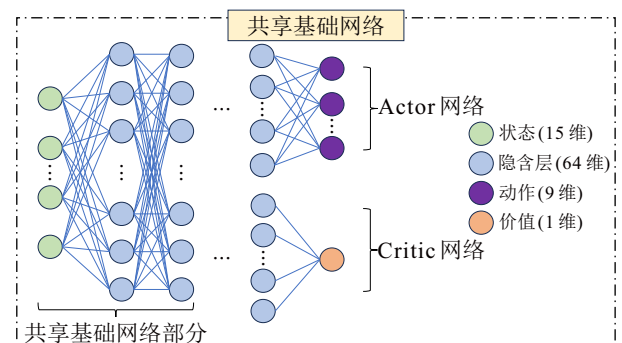 共享基础网络
Actor 网络
状态(15 维)
隐含层(64 维)
动作(9 维)
价值(1 维)
Critic 网络
共享基础网络部分